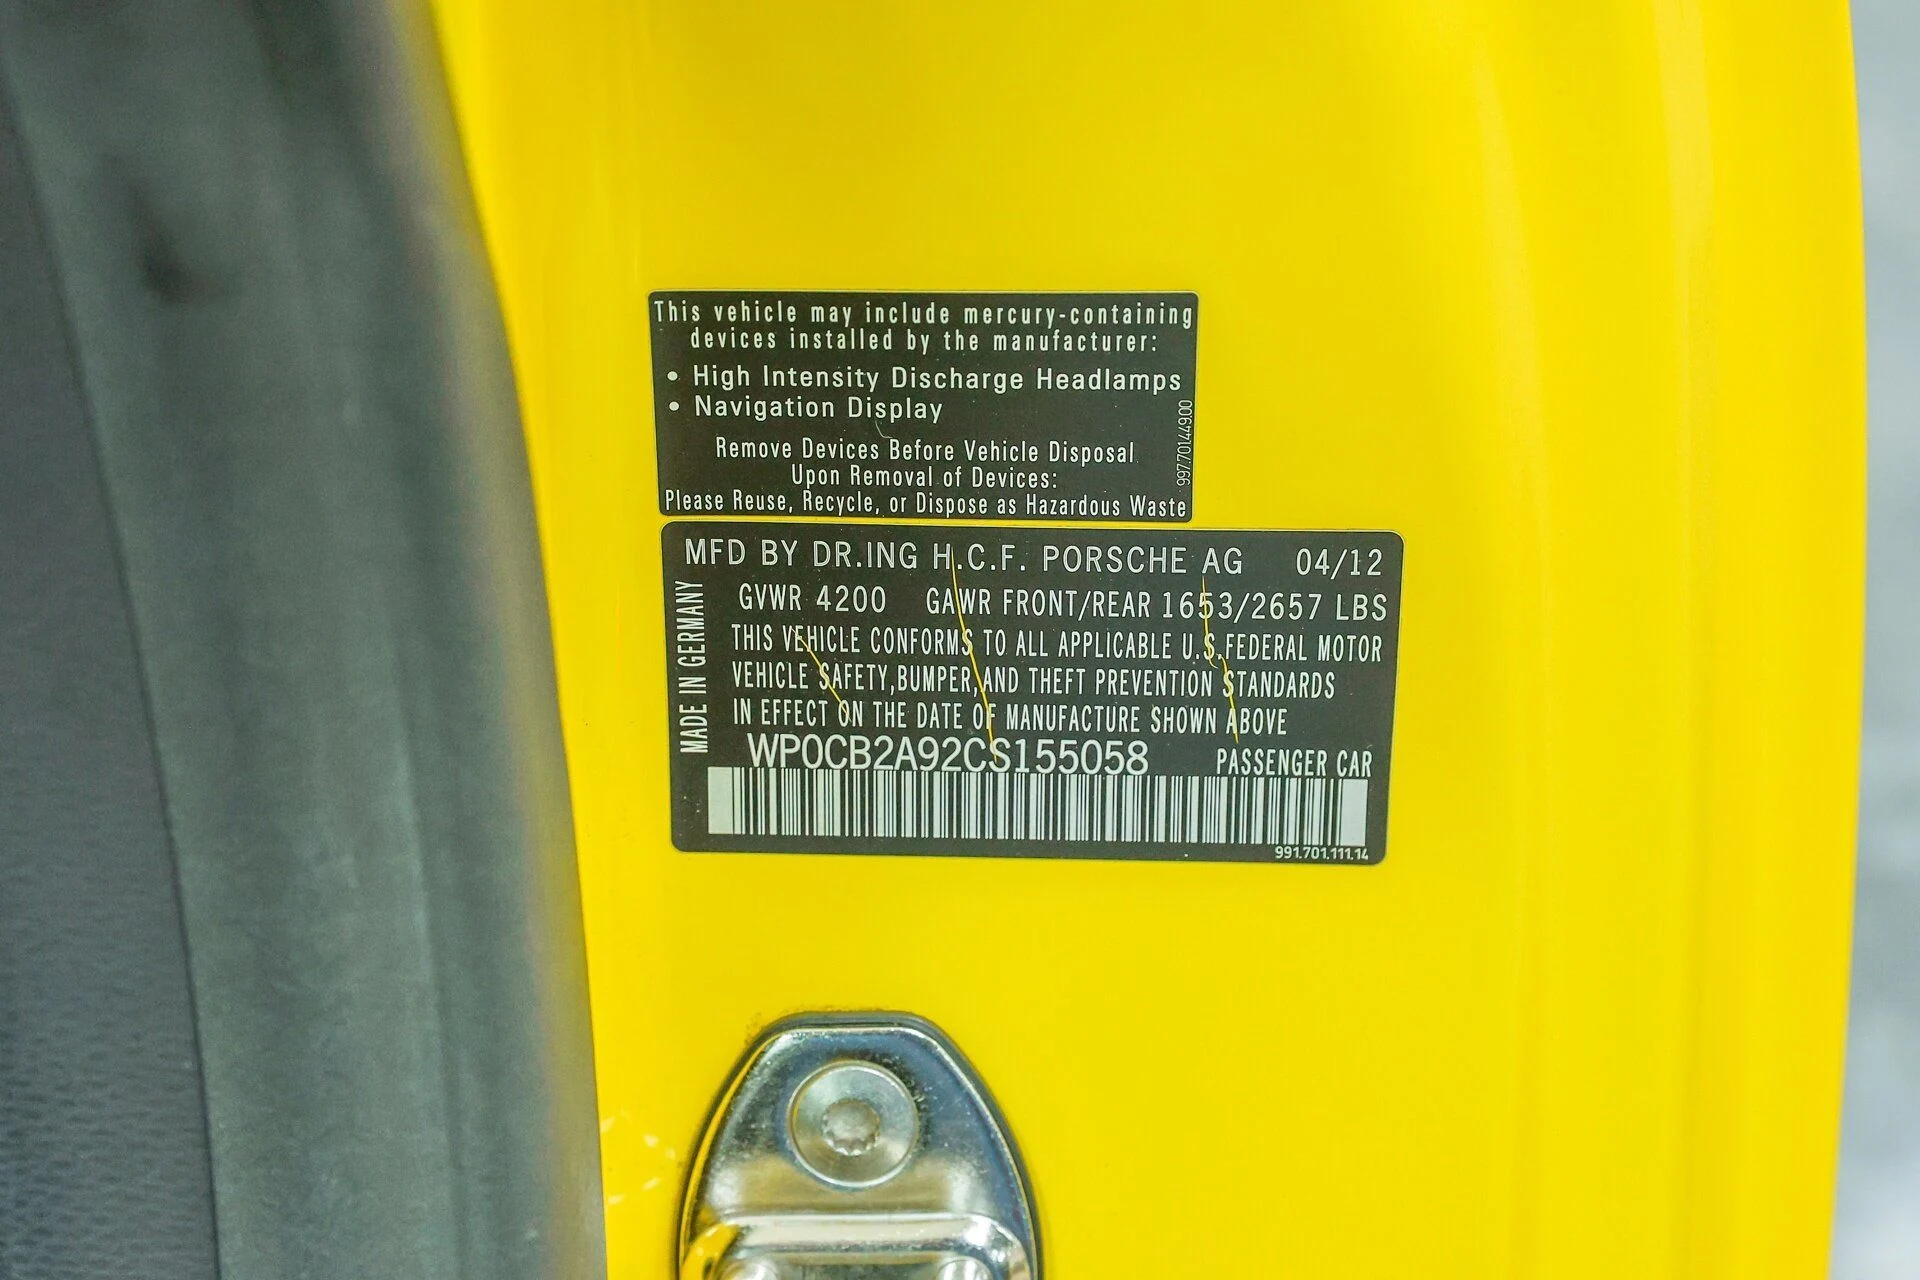 This vehicle may include mercury-containing
devices installed by the manufacturer:
• High Intensity Discharge Headlamps
• Navigation Display
Remove Devices Before Vehicle Disposal
Upon Removal of Devices:
Please Reuse, Recycle, or Dispose as Hazardous Waste
997.701.449.00
MFD BY DR.ING H.C.F. PORSCHE AG 04/12
GVWR 4200 GAWR FRONT/REAR 1653/2657 LBS
THIS VEHICLE CONFORMS TO ALL APPLICABLE U.S.FEDERAL MOTOR
VEHICLE SAFETY,BUMPER,AND THEFT PREVENTION STANDARDS
IN EFFECT ON THE DATE OF MANUFACTURE SHOWN ABOVE
WP0CB2A92CS155058 PASSENGER CAR
MADE IN GERMANY
991.701.111.14